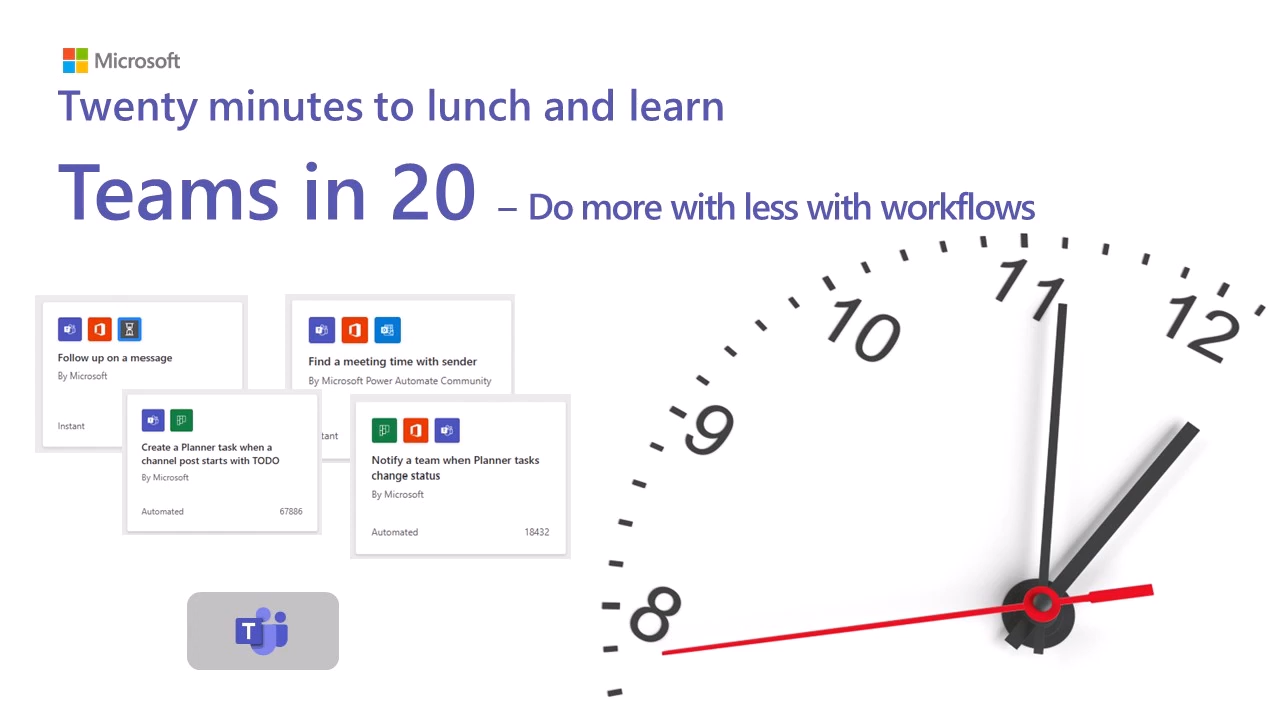 Microsoft
Twenty minutes to lunch and learn
Teams in 20 – Do more with less with workflows
Follow up on a message
By Microsoft
Instant
Find a meeting time with sender
By Microsoft Power Automate Community
tant
Create a Planner task when a
channel post starts with TODO
By Microsoft
Automated 67886
Notify a team when Planner tasks
change status
By Microsoft
Automated 18432
T
8
9
10
11
12